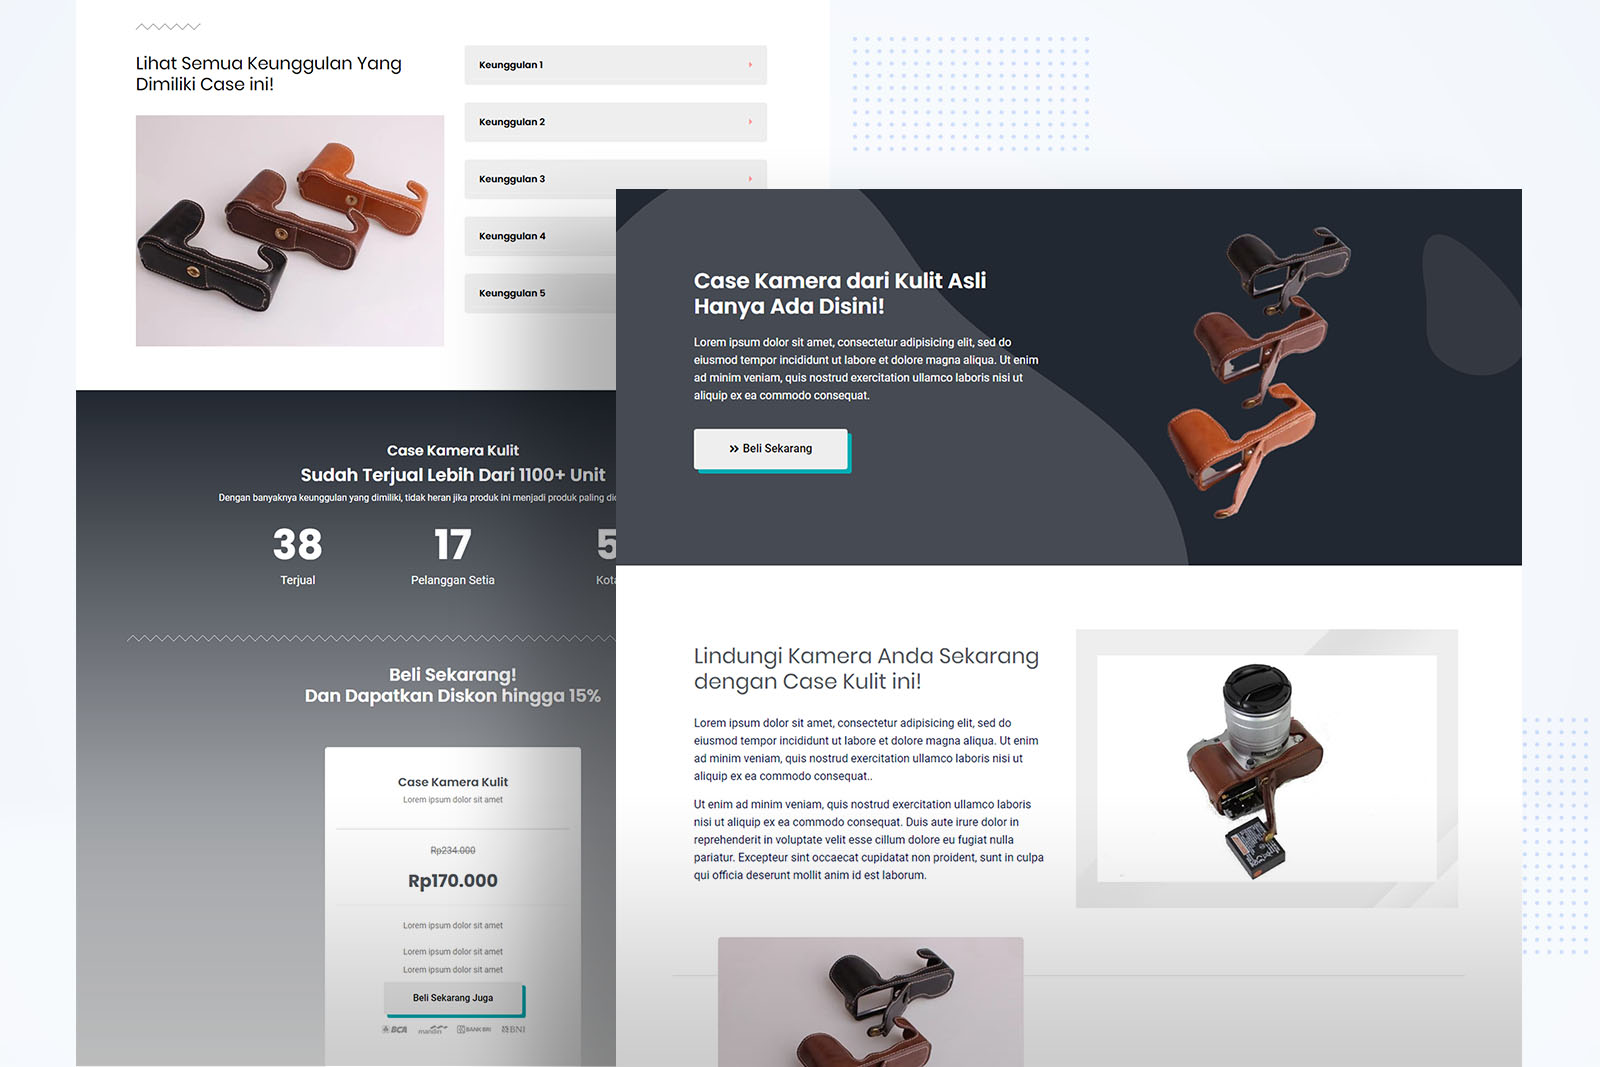 Lihat Semua Keunggulan Yang
Dimiliki Case ini!
Keunggulan 1
Keunggulan 2
Keunggulan 3
Keunggulan 4
Keunggulan 5
Case Kamera Kulit
Sudah Terjual Lebih Dari 1100+ Unit
Dengan banyaknya keunggulan yang dimiliki, tidak heran jika produk ini menjadi produk paling
38
Terjual
17
Pelanggan Setia
5
Beli Sekarang!
Dan Dapatkan Diskon hingga 15%
Case Kamera Kulit
Lorem ipsum dolor sit amet
Rp234.000
Rp170.000
Lorem ipsum dolor sit amet
Lorem ipsum dolor sit amet
Lorem ipsum dolor sit amet
Beli Sekarang Juga
BCA mandiri BANK BRI BNI
Case Kamera dari Kulit Asli
Hanya Ada Disini!
Lorem ipsum dolor sit amet, consectetur adipisicing elit, sed do
eiusmod tempor incididunt ut labore et dolore magna aliqua. Ut enim
ad minim veniam, quis nostrud exercitation ullamco laboris nisi ut
aliquip ex ea commodo consequat.
Beli Sekarang
Lindungi Kamera Anda Sekarang
dengan Case Kulit ini!
Lorem ipsum dolor sit amet, consectetur adipisicing elit, sed do
eiusmod tempor incididunt ut labore et dolore magna aliqua. Ut enim
ad minim veniam, quis nostrud exercitation ullamco laboris nisi ut
aliquip ex ea commodo consequat..
Ut enim ad minim veniam, quis nostrud exercitation ullamco laboris
nisi ut aliquip ex ea commodo consequat. Duis aute irure dolor in
reprehenderit in voluptate velit esse cillum dolore eu fugiat nulla
pariatur. Excepteur sint occaecat cupidatat non proident, sunt in culpa
qui officia deserunt mollit anim id est laborum.